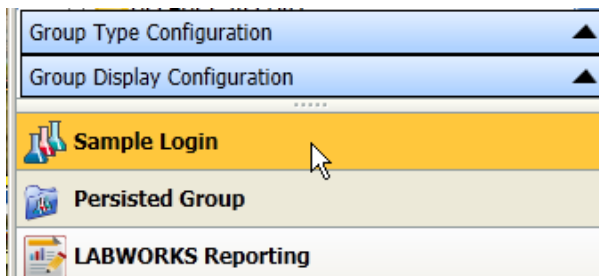 Group Type Configuration
Group Display Configuration
Sample Login
Persisted Group
LABWORKS Reporting